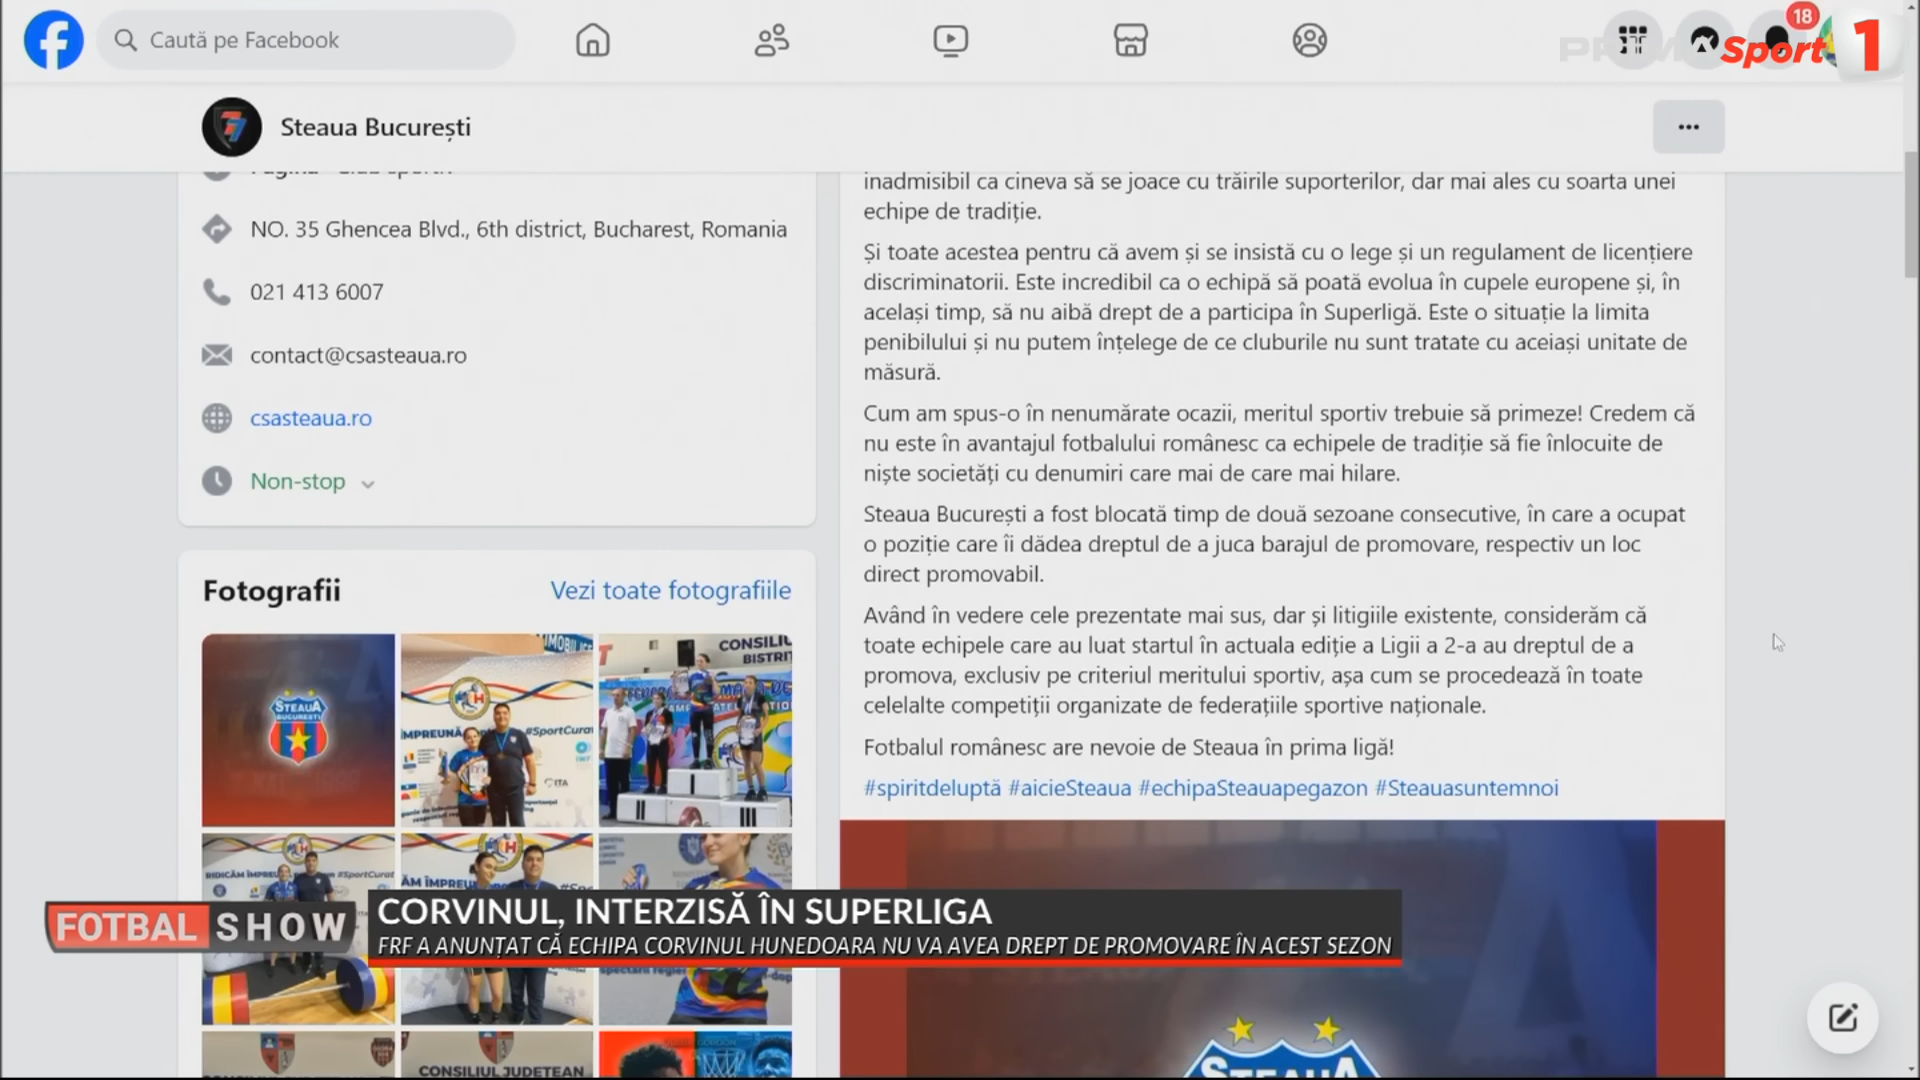 Caută pe Facebook
18
Sport 1
Steaua București
NO. 35 Ghencea Blvd., 6th district, Bucharest, Romania
021 413 6007
contact@csasteaua.ro
csasteaua.ro
Non-stop
Fotografii
Vezi toate fotografiile
STEAUA
BUCUREȘTI
#SportCurat
CONSILIU
BISTRI
II
III
inadmisibil ca cineva să se joace cu trăirile suporterilor, dar mai ales cu soarta unei
echipe de tradiție.
Și toate acestea pentru că avem și se insistă cu o lege și un regulament de licențiere
discriminatorii. Este incredibil ca o echipă să poată evolua în cupele europene și, în
același timp, să nu aibă drept de a participa în Superligă. Este o situație la limita
penibilului și nu putem înțelege de ce cluburile nu sunt tratate cu aceiași unitate de
măsură.
Cum am spus-o în nenumărate ocazii, meritul sportiv trebuie să primeze! Credem că
nu este în avantajul fotbalului românesc ca echipele de tradiție să fie înlocuite de
niște societăți cu denumiri care mai de care mai hilare.
Steaua București a fost blocată timp de două sezoane consecutive, în care a ocupat
o poziție care îi dădea dreptul de a juca barajul de promovare, respectiv un loc
direct promovabil.
Având în vedere cele prezentate mai sus, dar și litigiile existente, considerăm că
toate echipele care au luat startul în actuala ediție a Ligii a 2-a au dreptul de a
promova, exclusiv pe criteriul meritului sportiv, așa cum se procedează în toate
celelalte competiții organizate de federațiile sportive naționale.
Fotbalul românesc are nevoie de Steaua în prima ligă!
#spiritdeluptă #aicieSteaua #echipaSteauapegazon #Steauasuntemnoi
FOTBAL SHOW
CORVINUL, INTERZISĂ ÎN SUPERLIGA
FRF A ANUNȚAT CĂ ECHIPA CORVINUL HUNEDOARA NU VA AVEA DREPT DE PROMOVARE ÎN ACEST SEZON
CONSILIUL JUDEȚEAN
STEAUA